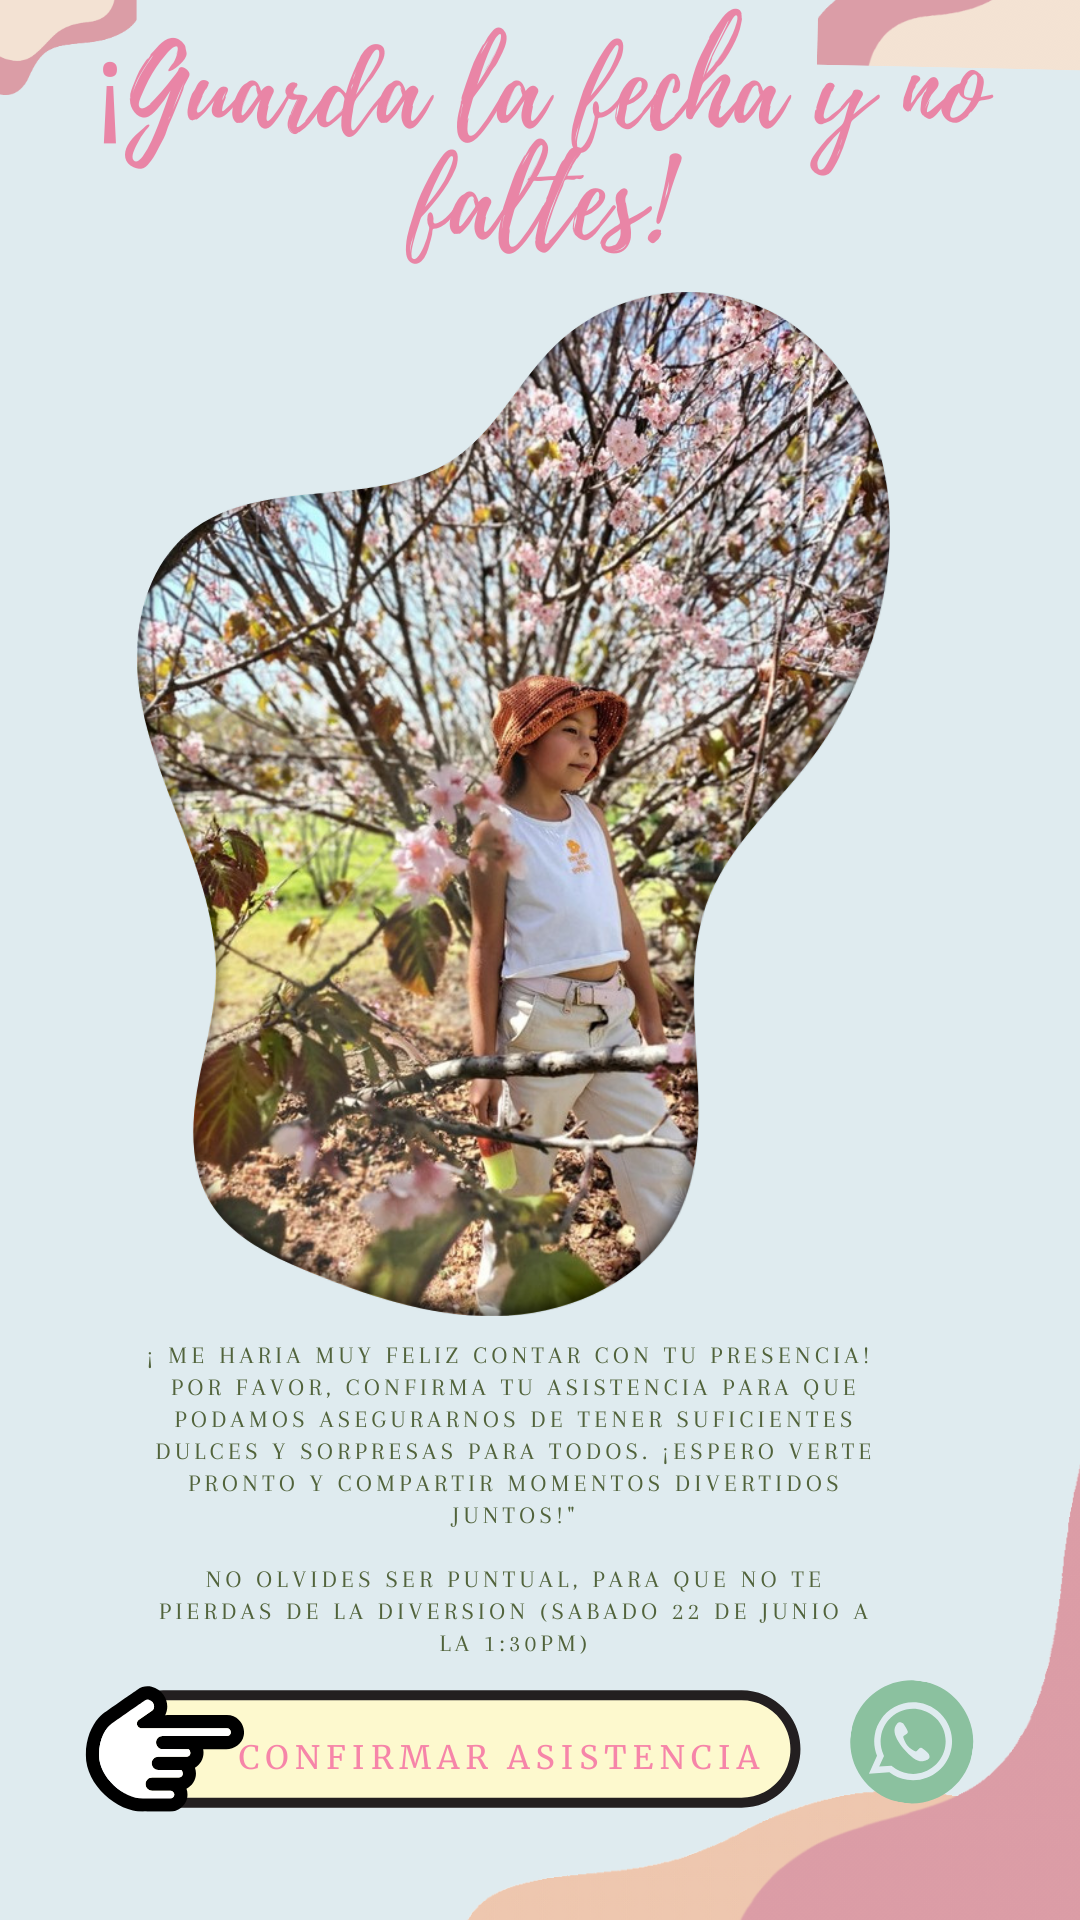 ¡Guarda la fecha y no
faltes!
¡ ME HARIA MUY FELIZ CONTAR CON TU PRESENCIA!
POR FAVOR, CONFIRMA TU ASISTENCIA PARA QUE
PODAMOS ASEGURARNOS DE TENER SUFICIENTES
DULCES Y SORPRESAS PARA TODOS. ¡ESPERO VERTE
PRONTO Y COMPARTIR MOMENTOS DIVERTIDOS
JUNTOS!"
NO OLVIDES SER PUNTUAL, PARA QUE NO TE
PIERDAS DE LA DIVERSION (SABADO 22 DE JUNIO A
LA 1:30PM)
CONFIRMAR ASISTENCIA